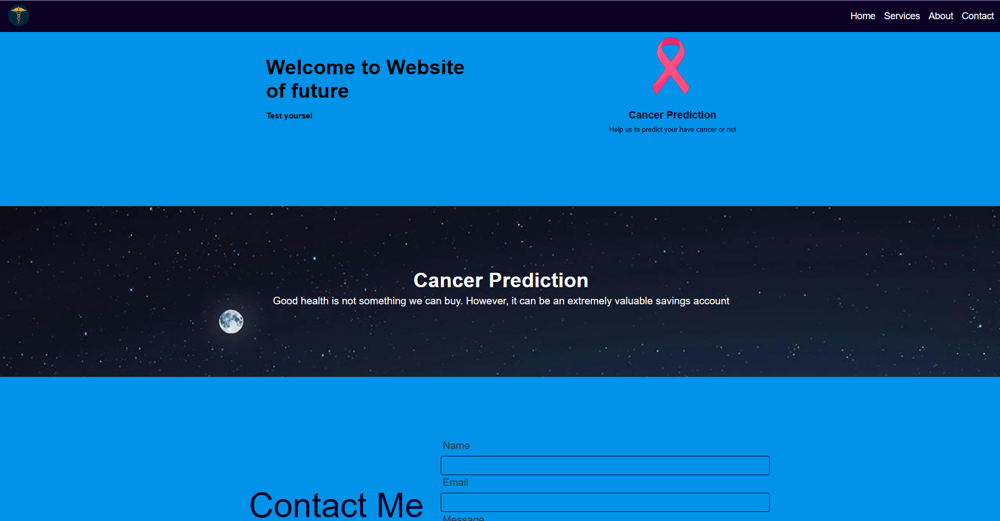 Home Services About Contact
Welcome to Website
of future
Test yoursel
Cancer Prediction
Help us to predict your have cancer or not
Cancer Prediction
Good health is not something we can buy. However, it can be an extremely valuable savings account
Name
Email
Contact Me
Message